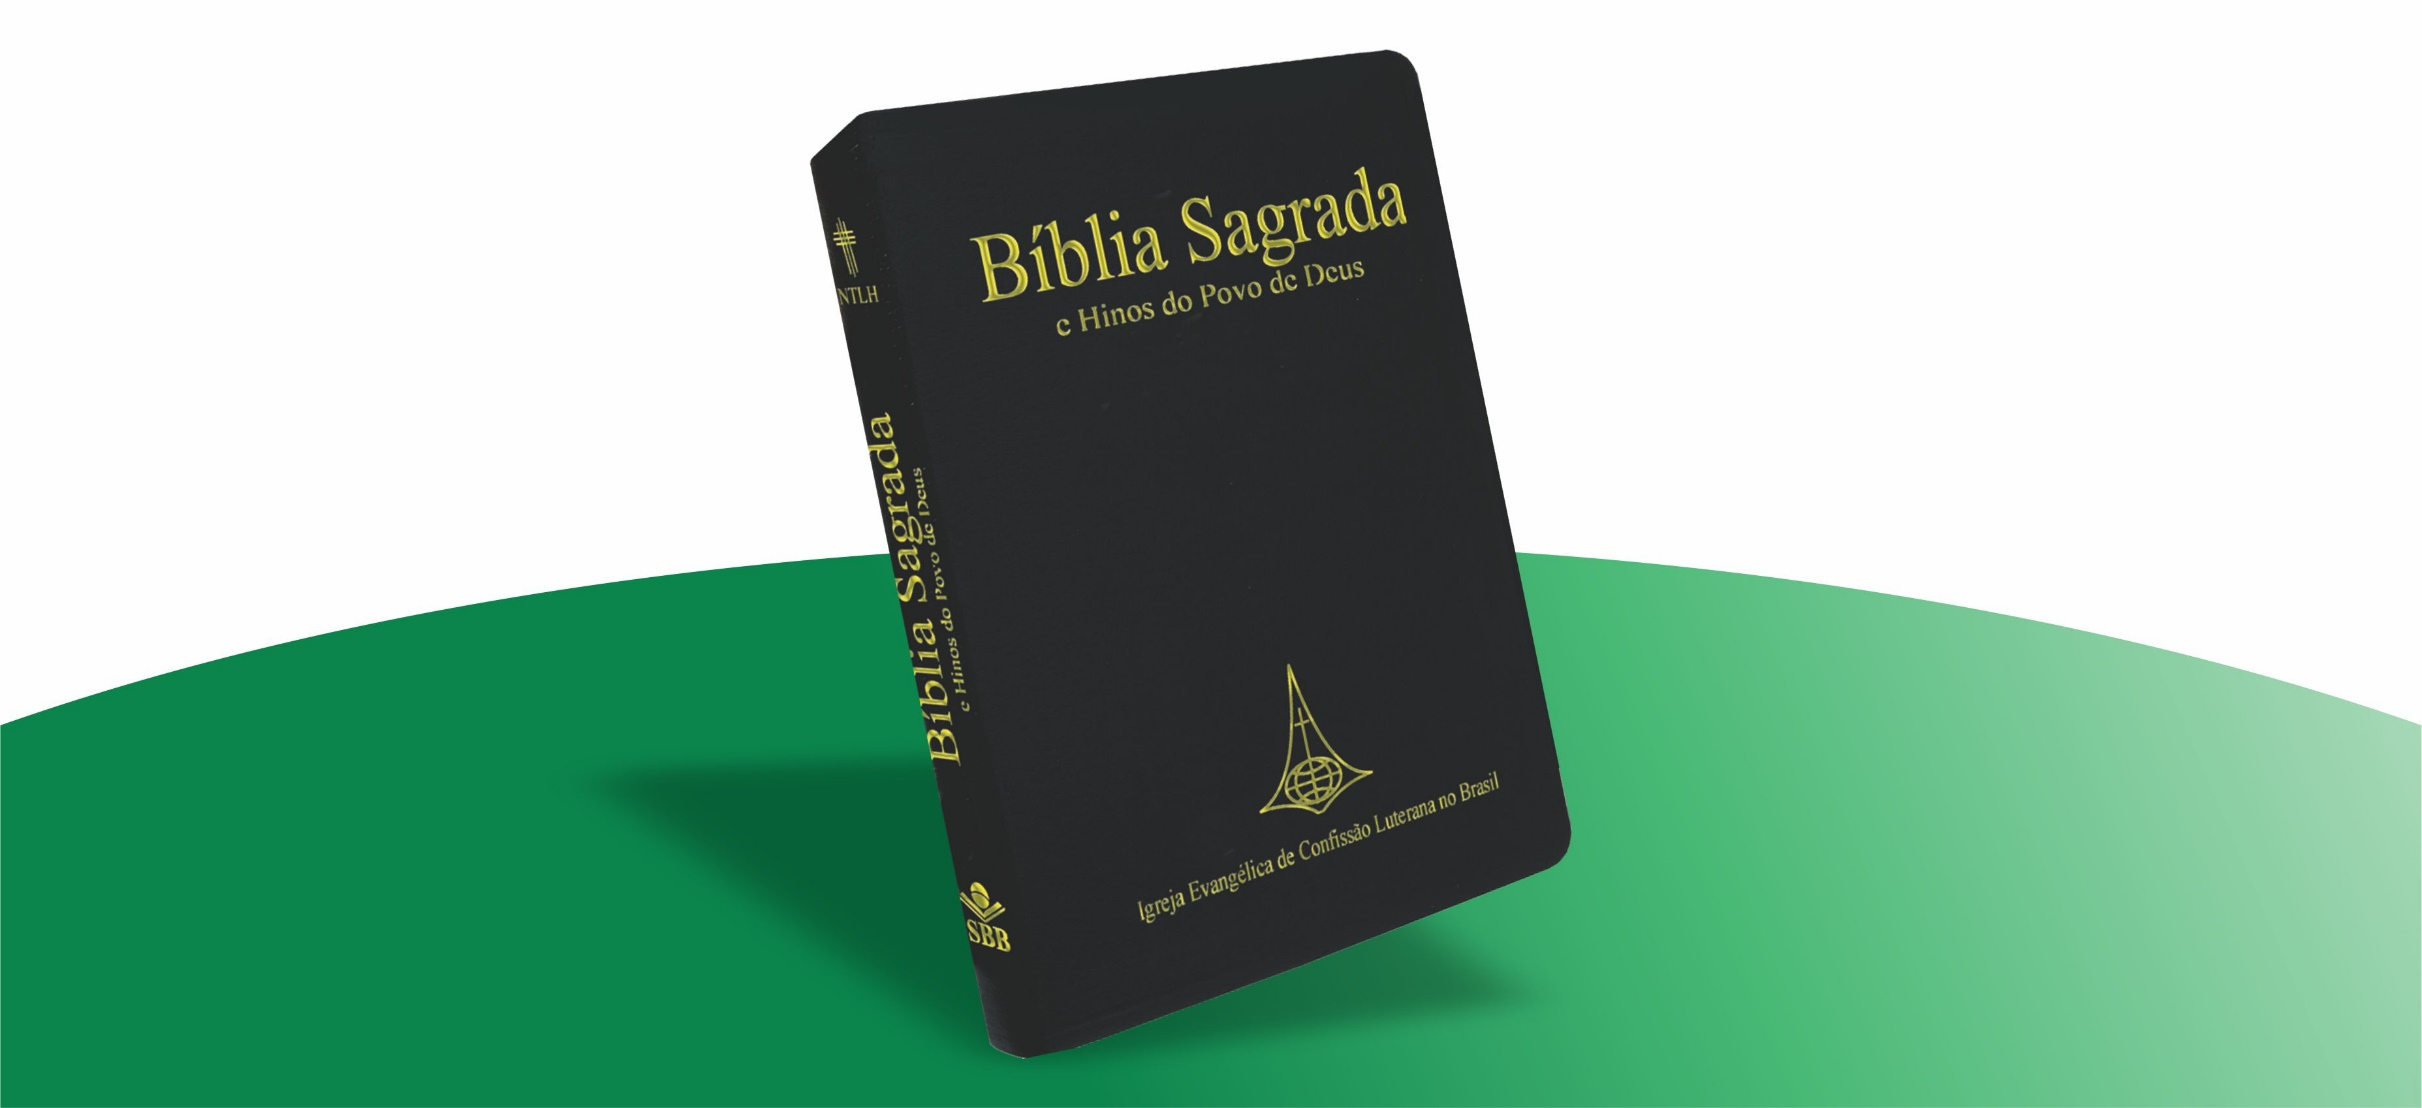 Bíblia Sagrada
e Hinos do Povo de Deus
Igreja Evangélica de Confissão Luterana no Brasil
NTLH
Bíblia Sagrada
e Hinos do Povo de Deus
SBB